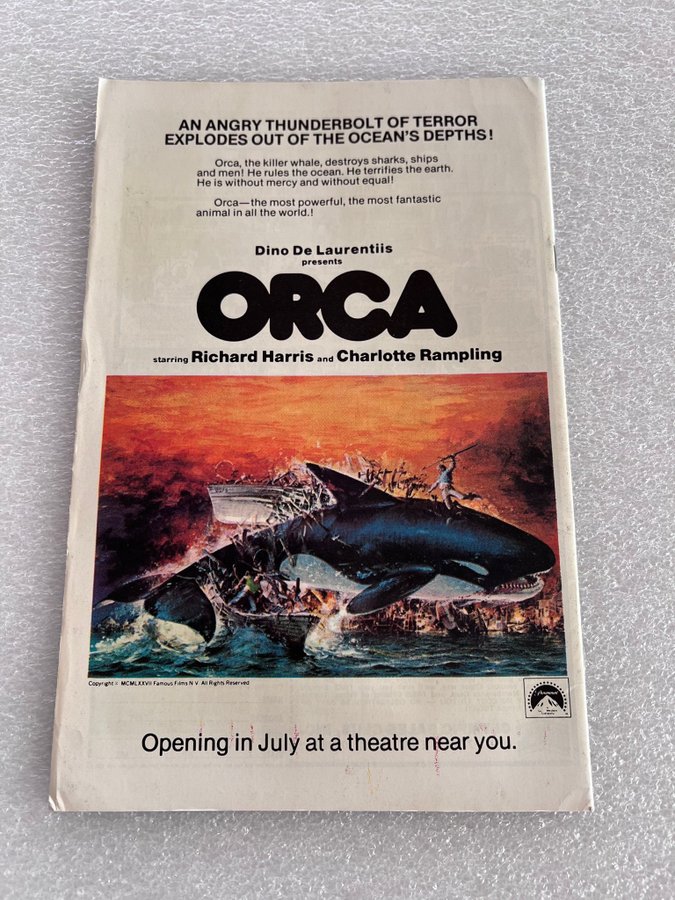 AN ANGRY THUNDERBOLT OF TERROR
EXPLODES OUT OF THE OCEAN'S DEPTHS!
Orca, the killer whale, destroys sharks, ships
and men! He rules the ocean. He terrifies the earth.
He is without mercy and without equal!
Orca—the most powerful, the most fantastic
animal in all the world.!
Dino De Laurentiis
presents
ORCA
starring Richard Harris and Charlotte Rampling
Copyright © MCMLXXVII Famous Films N V All Rights Reserved
Paramount
Opening in July at a theatre near you.